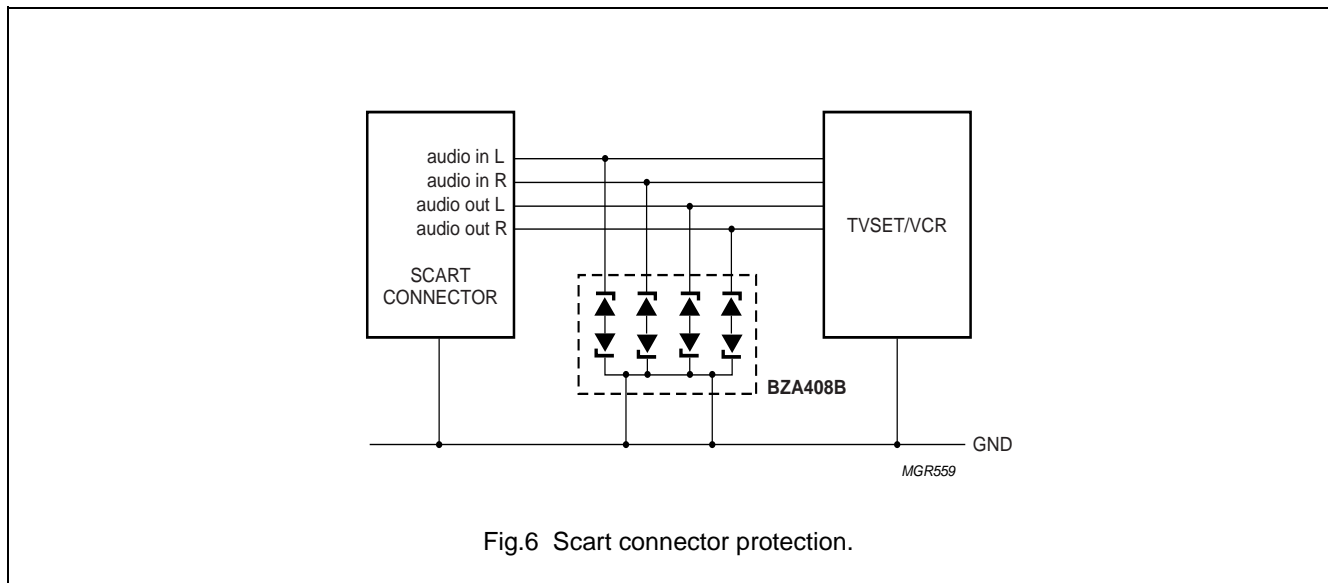 audio in L
audio in R
audio out L
audio out R
SCART
CONNECTOR
TVSET/VCR
BZA408B
GND
MGR559
Fig.6 Scart connector protection.